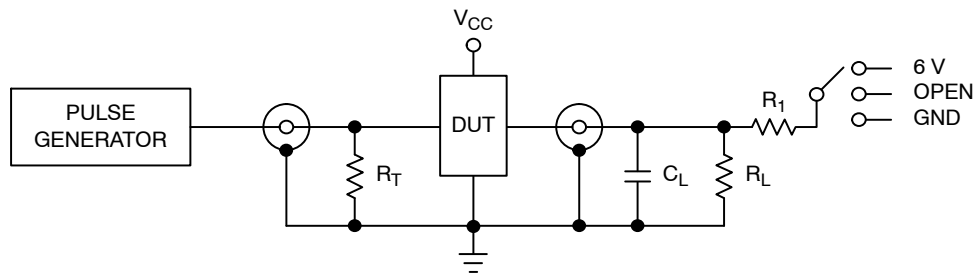 V_CC
6 V
OPEN
GND
PULSE
GENERATOR
R_1
DUT
R_T
C_L
R_L